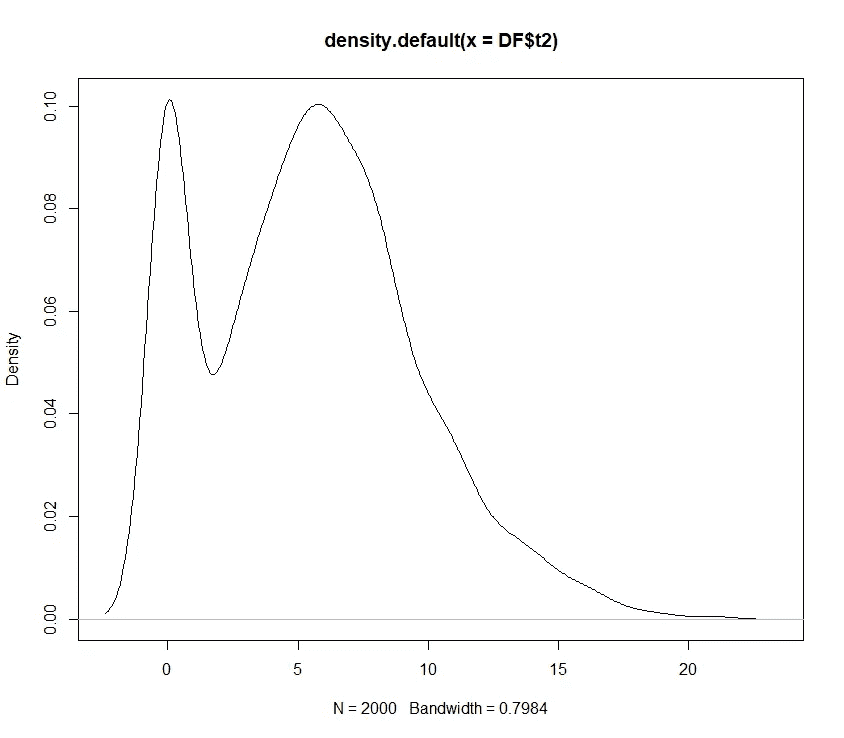 density.default(x = DF$t2)
Density
0.10
0.08
0.06
0.04
0.02
0.00
0 5 10 15 20
N = 2000 Bandwidth = 0.7984